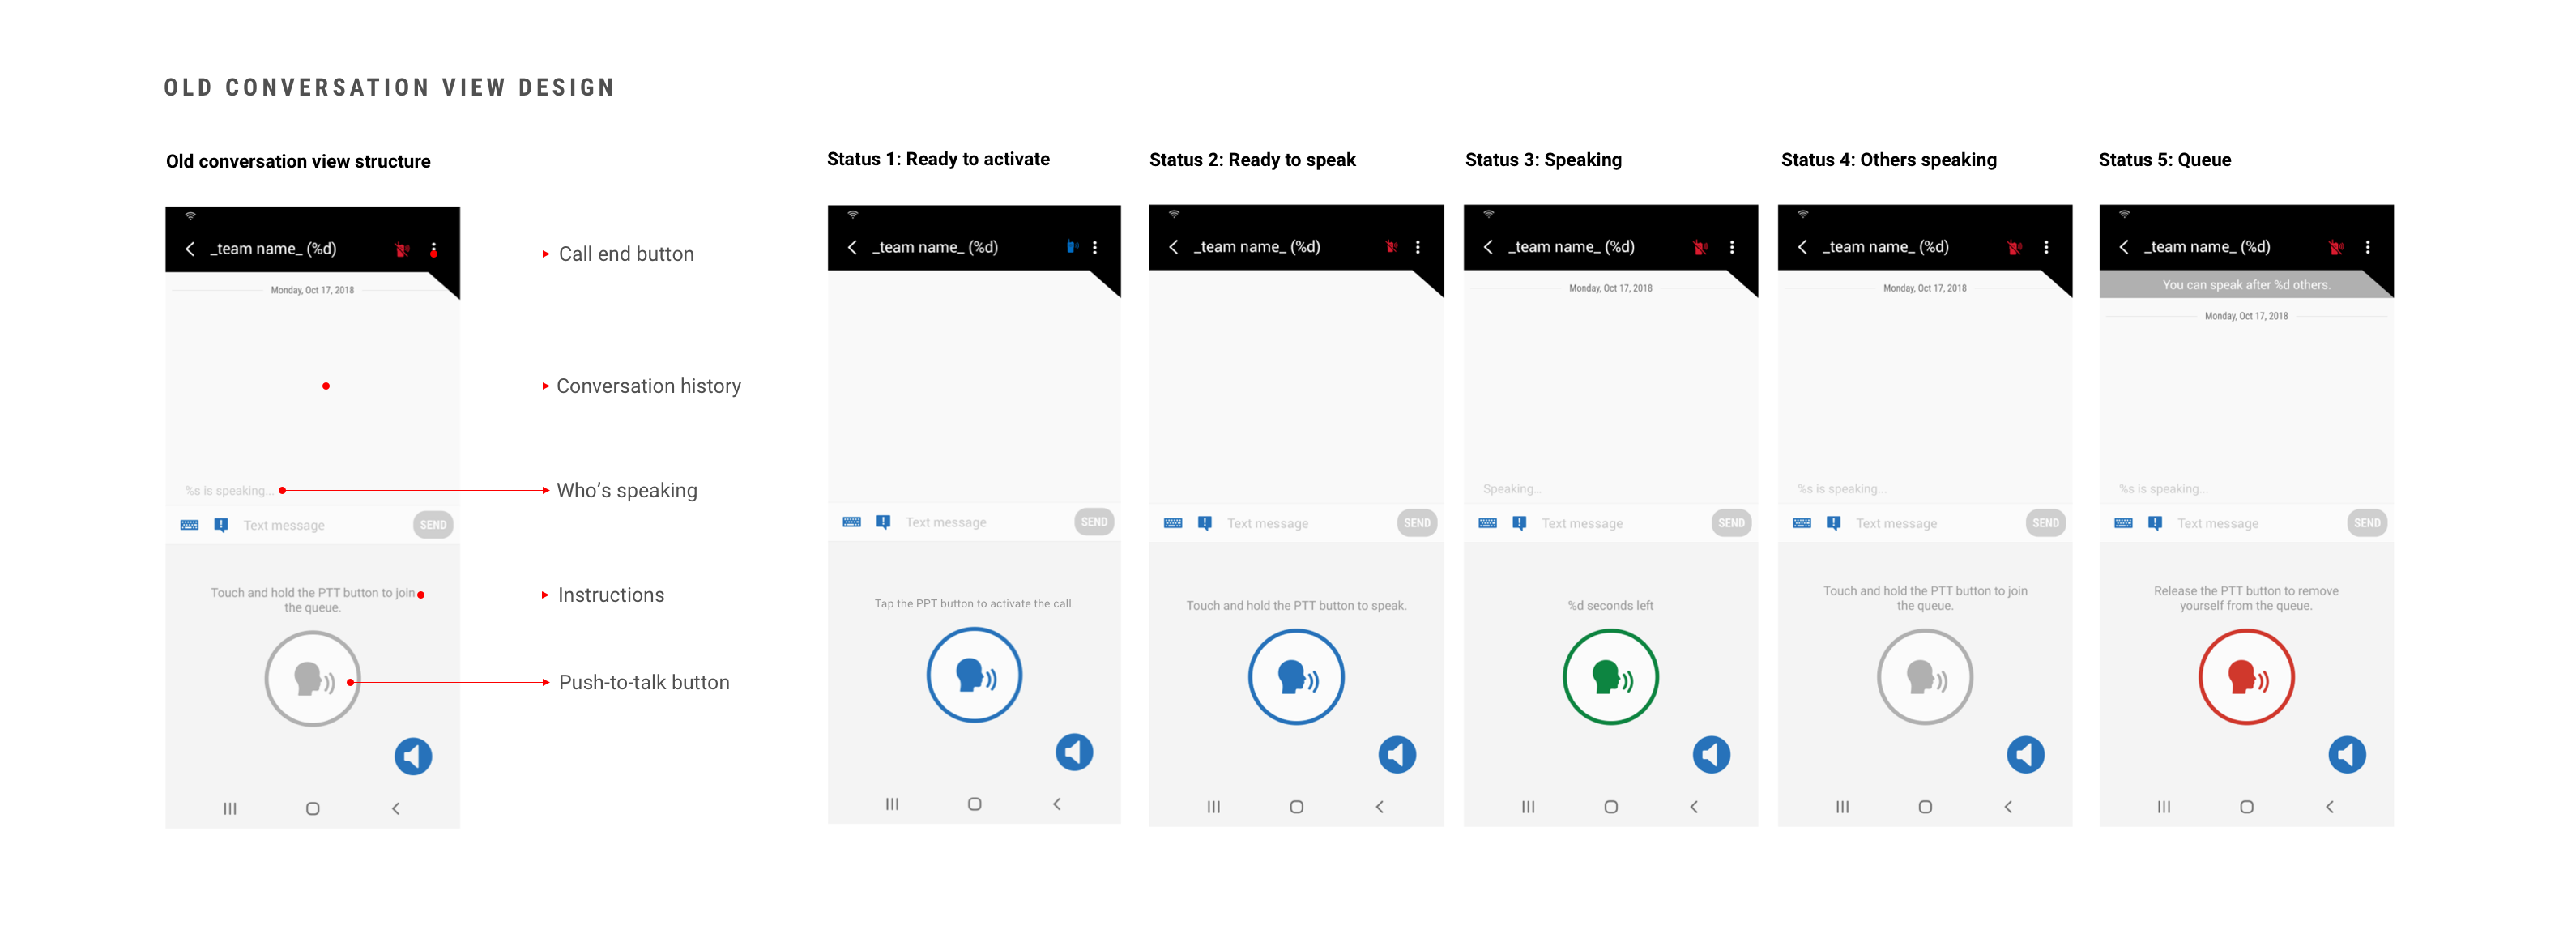 OLD CONVERSATION VIEW DESIGN
Old conversation view structure
_team name_ (%d)
Monday, Oct 17, 2018
%s is speaking...
Text message
SEND
Touch and hold the PTT button to join
the queue.
Call end button
Conversation history
Who's speaking
Instructions
Push-to-talk button
Status 1: Ready to activate
_team name_ (%d)
Text message
SEND
Tap the PPT button to activate the call.
Status 2: Ready to speak
_team name_ (%d)
Text message
SEND
Touch and hold the PTT button to speak.
Status 3: Speaking
_team name_ (%d)
Monday, Oct 17, 2018
Speaking...
Text message
SEND
%d seconds left
Status 4: Others speaking
_team name_ (%d)
Monday, Oct 17, 2018
%s is speaking...
Text message
SEND
Touch and hold the PTT button to join
the queue.
Status 5: Queue
_team name_ (%d)
You can speak after %d others.
Monday, Oct 17, 2018
%s is speaking...
Text message
SEND
Release the PTT button to remove
yourself from the queue.